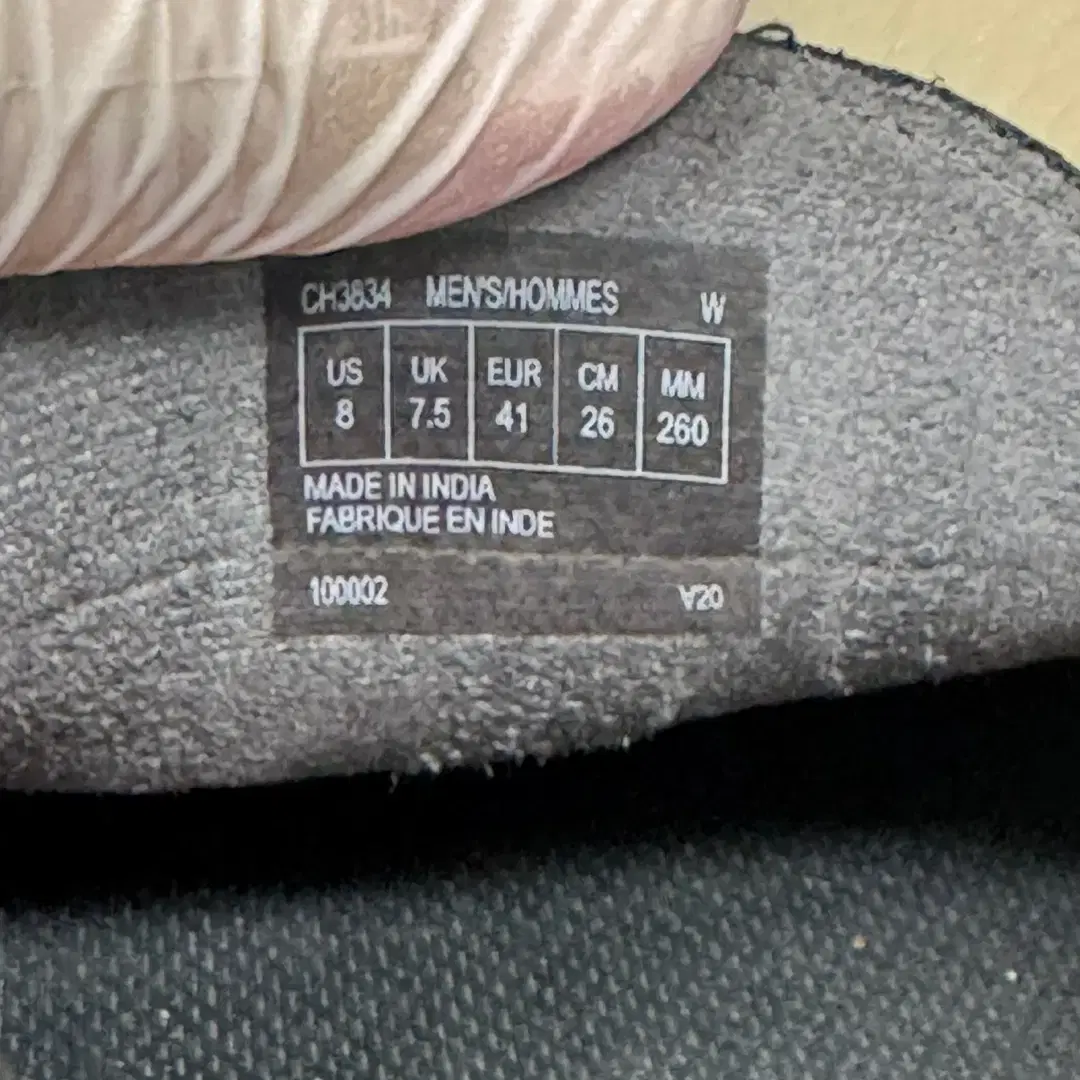 CH3834 MEN'S/HOMMES W
US UK EUR CM MM
8 7.5 41 26 260
MADE IN INDIA
FABRIQUE EN INDE
100002 V20